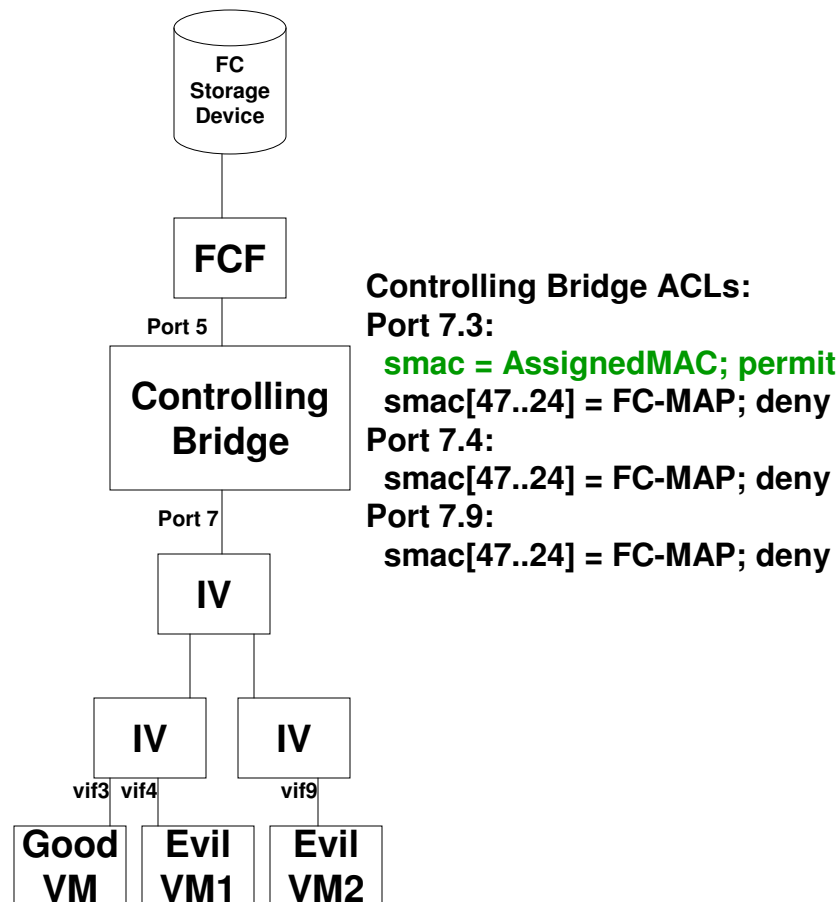 FC
Storage
Device
FCF
Port 5
Controlling
Bridge
Port 7
Controlling Bridge ACLs:
Port 7.3:
smac = AssignedMAC; permit
smac[47..24] = FC-MAP; deny
Port 7.4:
smac[47..24] = FC-MAP; deny
Port 7.9:
smac[47..24] = FC-MAP; deny
IV
IV
IV
vif3
vif4
vif9
Good
VM
Evil
VM1
Evil
VM2